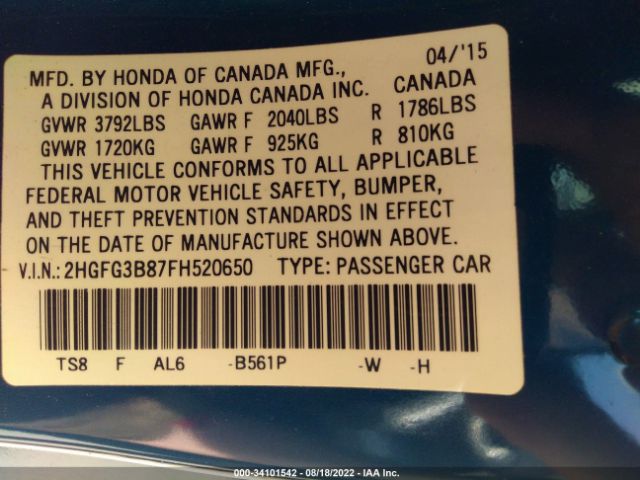 04/'15
MFD. BY HONDA OF CANADA MFG., CANADA
A DIVISION OF HONDA CANADA INC.
GVWR 3792LBS GAWR F 2040LBS R 1786LBS
GVWR 1720KG GAWR F 925KG R 810KG
THIS VEHICLE CONFORMS TO ALL APPLICABLE
FEDERAL MOTOR VEHICLE SAFETY, BUMPER,
AND THEFT PREVENTION STANDARDS IN EFFECT
ON THE DATE OF MANUFACTURE SHOWN ABOVE.
V.I.N.: 2HGFG3B87FH520650 TYPE: PASSENGER CAR
TS8 F AL6 -B561P -W -H
000-34101542 - 08/18/2022 - IAA Inc.